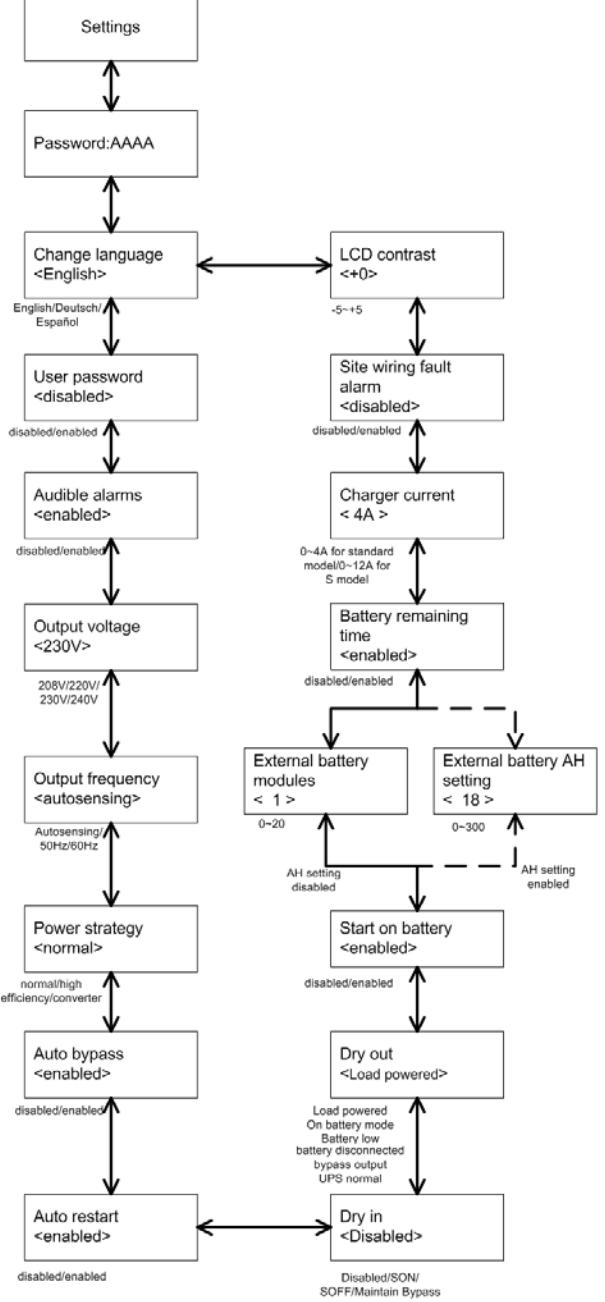 Settings
Password:AAAA
Change language
<English>
English/Deutsch/
Español
User password
<disabled>
disabled/enabled
Audible alarms
<enabled>
disabled/enabled
Output voltage
<230V>
208V/220V/
230V/240V
Output frequency
<autosensing>
Autosensing/
50Hz/60Hz
Power strategy
<normal>
normal/high
efficiency/converter
Auto bypass
<enabled>
disabled/enabled
Auto restart
<enabled>
disabled/enabled
LCD contrast
<+0>
-5~+5
Site wiring fault
alarm
<disabled>
disabled/enabled
Charger current
< 4A >
0~4A for standard
model/0~12A for
S model
Battery remaining
time
<enabled>
disabled/enabled
External battery
modules
< 1 >
0~20
External battery AH
setting
< 18 >
0~300
AH setting
disabled
AH setting
enabled
Start on battery
<enabled>
disabled/enabled
Dry out
<Load powered>
Load powered
On battery mode
Battery low
battery disconnected
bypass output
UPS normal
Dry in
<Disabled>
Disabled/SON/
SOFF/Maintain Bypass